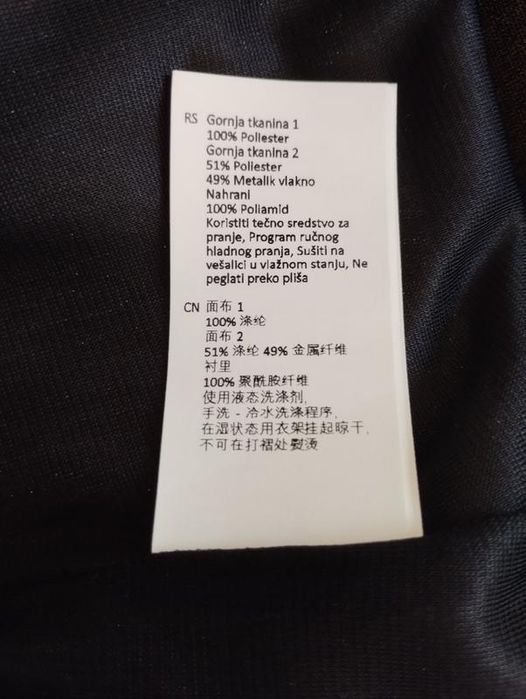 RS Gornja tkanina 1
100% Poliester
Gornja tkanina 2
51% Poliester
49% Metalik vlakno
Nahrani
100% Poliamid
Koristiti tečno sredstvo za
pranje, Program ručnog
hladnog pranja, Sušiti na
vešalici u vlažnom stanju, Ne
peglati preko pliša
CN 面布 1
100% 涤纶
面布 2
51% 涤纶 49% 金属纤维
衬里
100% 聚酰胺纤维
使用液态洗涤剂,
手洗 - 冷水洗涤程序,
在湿状态用衣架挂起晾干,
不可在打褶处熨烫